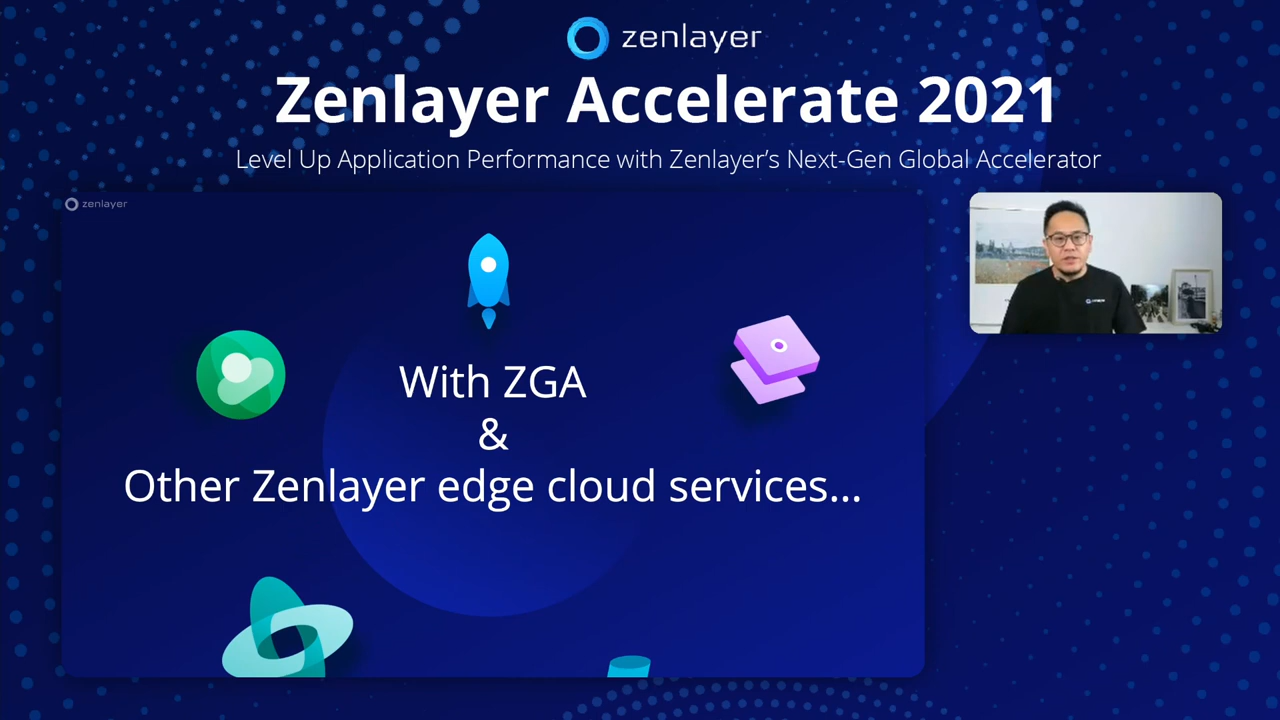 zenlayer
Zenlayer Accelerate 2021
Level Up Application Performance with Zenlayer’s Next-Gen Global Accelerator
zenlayer
With ZGA
&
Other Zenlayer edge cloud services...